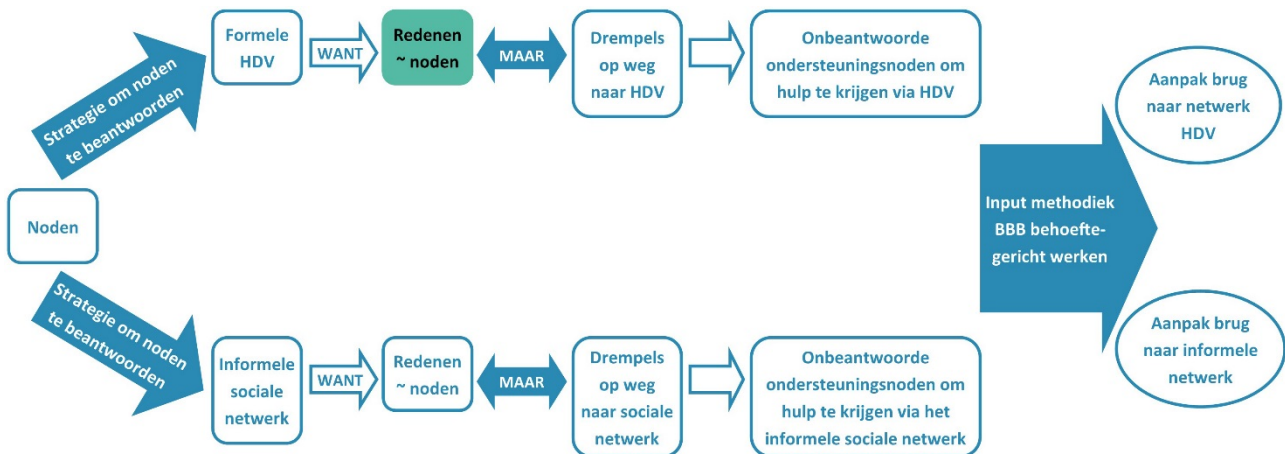 Strategie om noden
te beantwoorden
Formele
HDV
WANT
Redenen
~ noden
MAAR
Drempels
op weg
naar HDV
Onbeantwoorde
ondersteuningsnoden om
hulp te krijgen via HDV
Noden
Strategie om noden
te beantwoorden
Informele
sociale
netwerk
WANT
Redenen
~ noden
MAAR
Drempels
op weg
naar sociale
netwerk
Onbeantwoorde
ondersteuningsnoden om
hulp te krijgen via het
informele sociale netwerk
Input methodiek
BBB behoefte-
gericht werken
Aanpak brug
naar netwerk
HDV
Aanpak brug
naar informele
netwerk